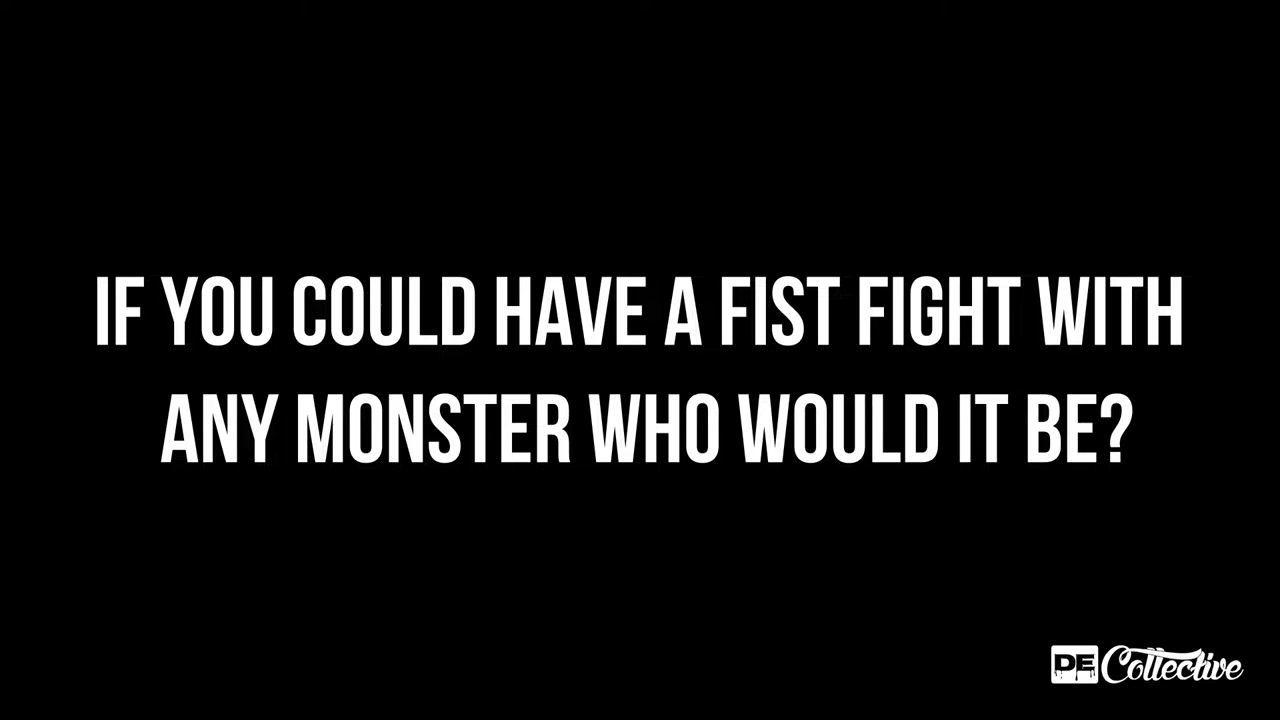 IF YOU COULD HAVE A FIST FIGHT WITH
ANY MONSTER WHO WOULD IT BE?
DE Collective